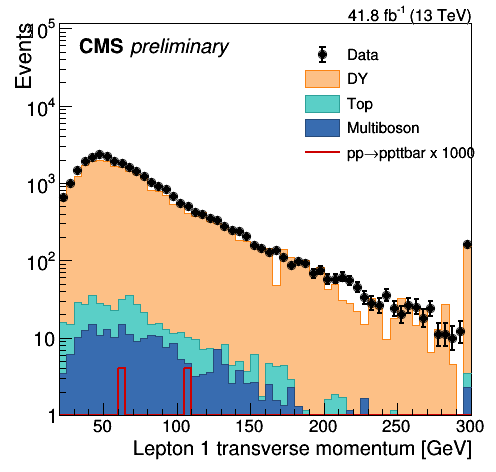 41.8 fb⁻¹ (13 TeV)
CMS preliminary
Data
DY
Top
Multiboson
pp→ppttbar x 1000
Events
10⁵
10⁴
10³
10²
10
1
50 100 150 200 250 300
Lepton 1 transverse momentum [GeV]